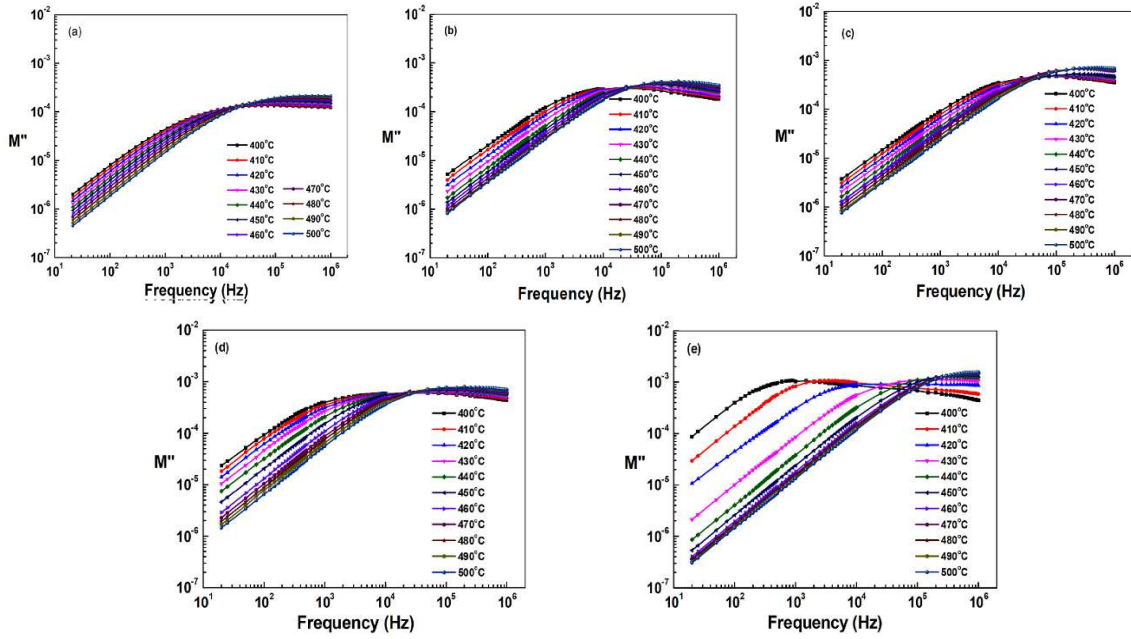 (a)
10⁻²
10⁻³
10⁻⁴
10⁻⁵
10⁻⁶
10⁻⁷
M''
400°C
410°C
420°C
430°C
440°C
450°C
460°C
470°C
480°C
490°C
500°C
10¹ 10² 10³ 10⁴ 10⁵ 10⁶
Frequency (Hz)
(b)
10⁻²
10⁻³
10⁻⁴
10⁻⁵
10⁻⁶
10⁻⁷
M''
400°C
410°C
420°C
430°C
440°C
450°C
460°C
470°C
480°C
490°C
500°C
10¹ 10² 10³ 10⁴ 10⁵ 10⁶
Frequency (Hz)
(c)
10⁻²
10⁻³
10⁻⁴
10⁻⁵
10⁻⁶
10⁻⁷
M''
400°C
410°C
420°C
430°C
440°C
450°C
460°C
470°C
480°C
490°C
500°C
10¹ 10² 10³ 10⁴ 10⁵ 10⁶
Frequency (Hz)
(d)
10⁻²
10⁻³
10⁻⁴
10⁻⁵
10⁻⁶
10⁻⁷
M''
400°C
410°C
420°C
430°C
440°C
450°C
460°C
470°C
480°C
490°C
500°C
10¹ 10² 10³ 10⁴ 10⁵ 10⁶
Frequency (Hz)
(e)
10⁻²
10⁻³
10⁻⁴
10⁻⁵
10⁻⁶
10⁻⁷
M''
400°C
410°C
420°C
430°C
440°C
450°C
460°C
470°C
480°C
490°C
500°C
10¹ 10² 10³ 10⁴ 10⁵ 10⁶
Frequency (Hz)